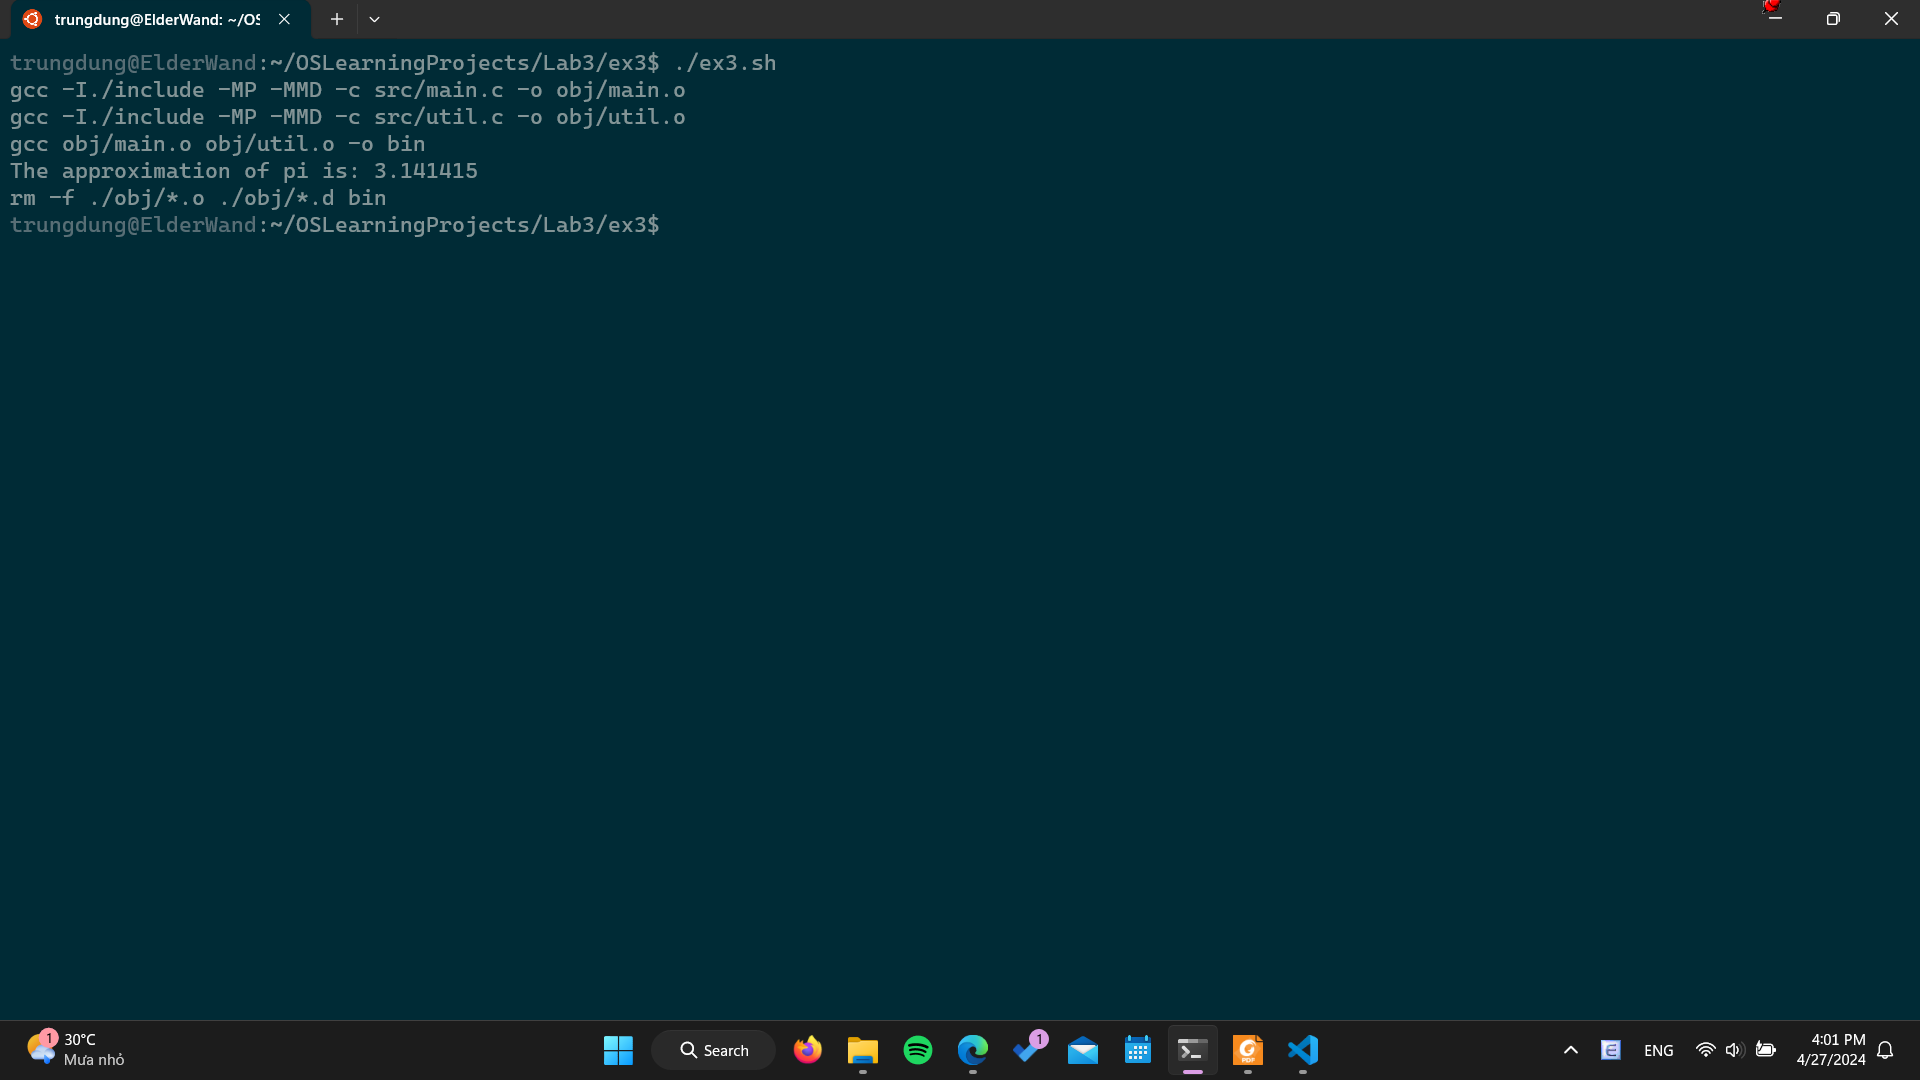 trungdung@ElderWand: ~/OS
trungdung@ElderWand:~/OSLearningProjects/Lab3/ex3$ ./ex3.sh
gcc -I./include -MP -MMD -c src/main.c -o obj/main.o
gcc -I./include -MP -MMD -c src/util.c -o obj/util.o
gcc obj/main.o obj/util.o -o bin
The approximation of pi is: 3.141415
rm -f ./obj/*.o ./obj/*.d bin
trungdung@ElderWand:~/OSLearningProjects/Lab3/ex3$
1
30°C
Mưa nhỏ
Search
1
PDF
E
ENG
4:01 PM
4/27/2024